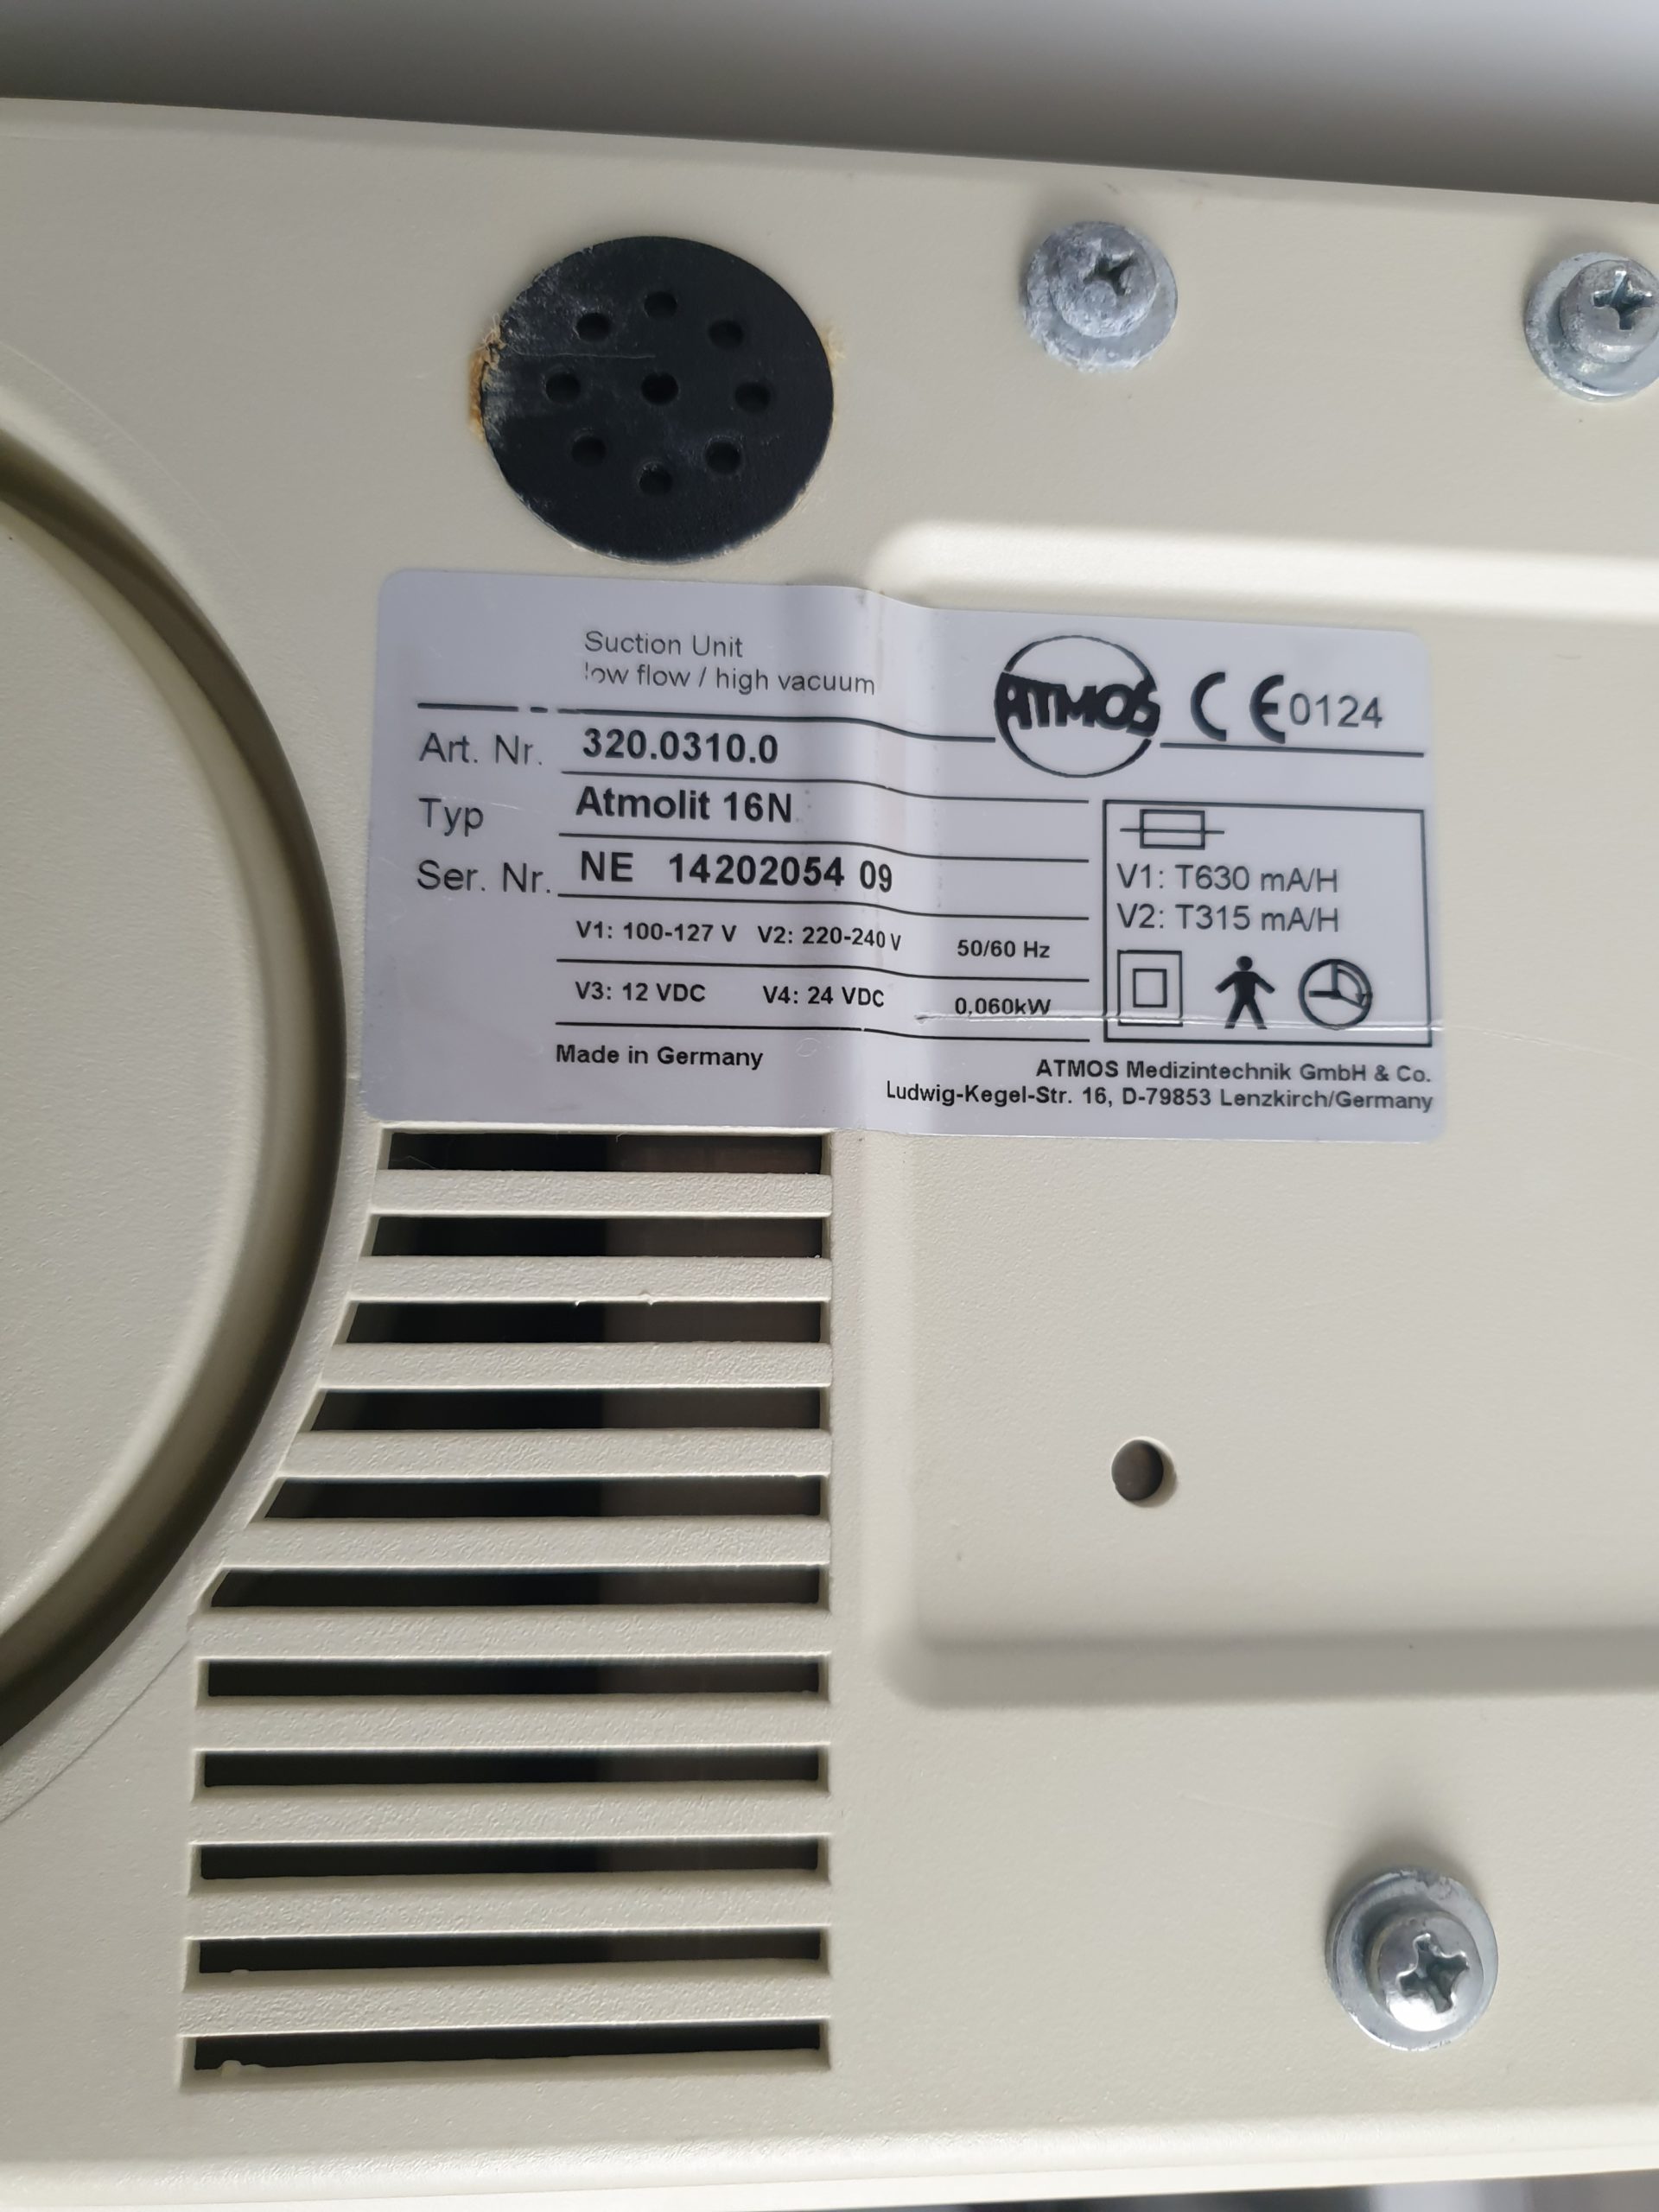 Suction Unit
low flow / high vacuum
ATMOS CE 0124
Art. Nr. 320.0310.0
Typ Atmolit 16N
Ser. Nr. NE 14202054 09
V1: 100-127 V V2: 220-240 V 50/60 Hz
V3: 12 VDC V4: 24 VDC 0,060kW
V1: T630 mA/H
V2: T315 mA/H
Made in Germany
ATMOS Medizintechnik GmbH & Co.
Ludwig-Kegel-Str. 16, D-79853 Lenzkirch/Germany